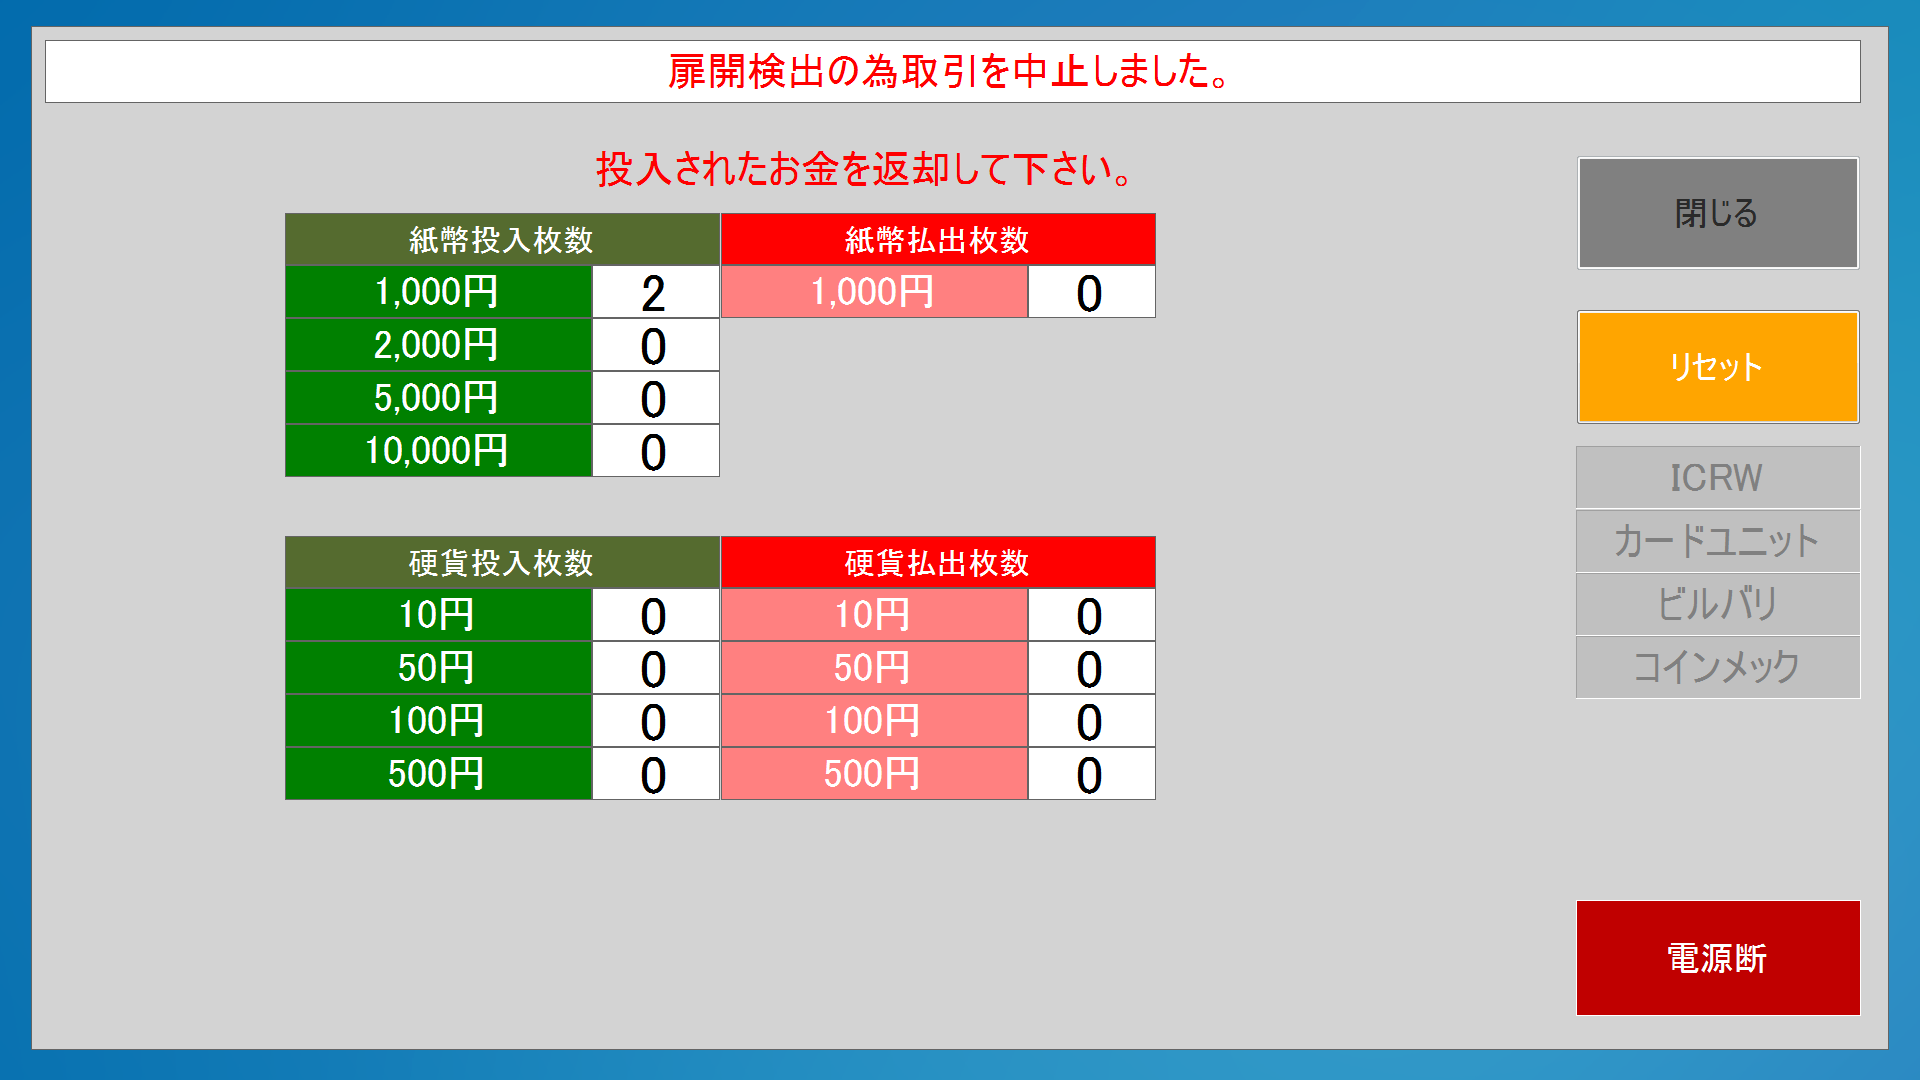 扉開検出の為取引を中止しました。
投入されたお金を返却して下さい。
紙幣投入枚数 紙幣払出枚数
1,000円 2 1,000円 0
2,000円 0
5,000円 0
10,000円 0
硬貨投入枚数 硬貨払出枚数
10円 0 10円 0
50円 0 50円 0
100円 0 100円 0
500円 0 500円 0
閉じる
リセット
ICRW
カードユニット
ビルバリ
コインメック
電源断